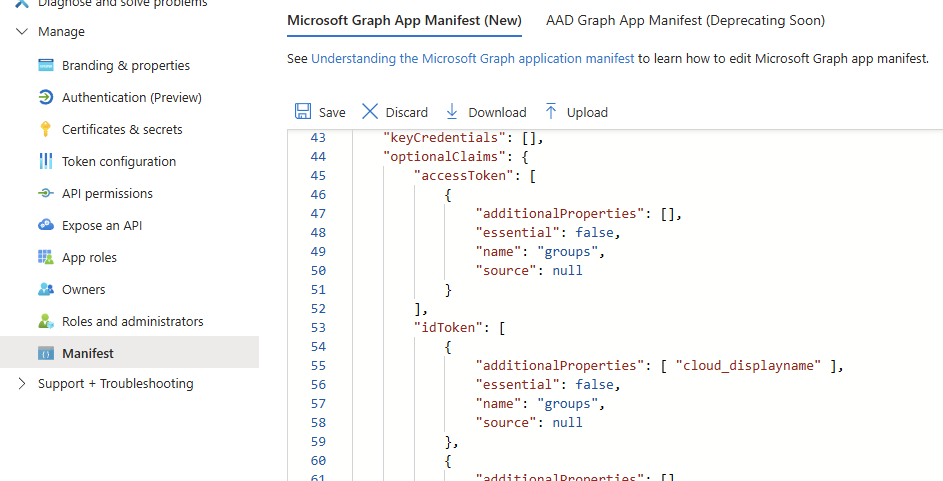 Diagnose and solve problems
Manage
Branding & properties
Authentication (Preview)
Certificates & secrets
Token configuration
API permissions
Expose an API
App roles
Owners
Roles and administrators
Manifest
Support + Troubleshooting
Microsoft Graph App Manifest (New) AAD Graph App Manifest (Deprecating Soon)
See Understanding the Microsoft Graph application manifest to learn how to edit Microsoft Graph app manifest.
Save Discard Download Upload
43 "keyCredentials": [],
44 "optionalClaims": {
45 "accessToken": [
46 {
47 "additionalProperties": [],
48 "essential": false,
49 "name": "groups",
50 "source": null
51 }
52 ],
53 "idToken": [
54 {
55 "additionalProperties": [ "cloud_displayname" ],
56 "essential": false,
57 "name": "groups",
58 "source": null
59 },
60 {
61 "additionalProperties": []